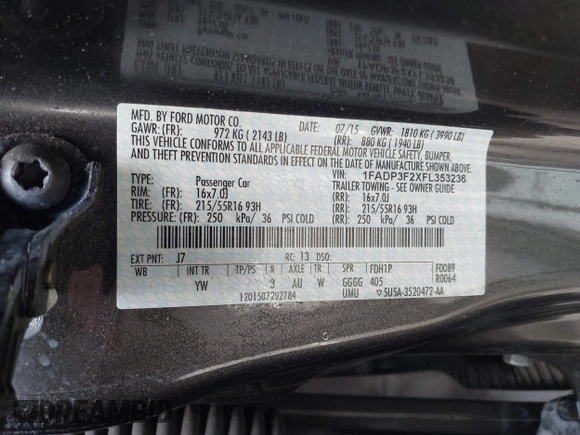 MFD. BY FORD MOTOR CO.
DATE: 07/15 GVWR: 1810 KG ( 3990 LB)
GAWR: (FR): 972 KG ( 2143 LB) (RR): 880 KG ( 1940 LB)
THIS VEHICLE CONFORMS TO ALL APPLICABLE FEDERAL MOTOR VEHICLE SAFETY, BUMPER,
AND THEFT PREVENTION STANDARDS IN EFFECT ON THE DATE OF MANUFACTURE
SHOWN ABOVE.
VIN: 1FADP3F2XFL353236
TYPE: Passenger Car TRAILER TOWING - SEE OWNER GUIDE
RIM: (FR): 16x7.0J (RR): 16x7.0J
TIRE: (FR): 215/55R16 93H (RR): 215/55R16 93H
PRESSURE: (FR): 250 kPa/ 36 PSI COLD (RR): 250 kPa/ 36 PSI COLD
EXT PNT: J7 RC: 13 DSO:
WB INT TR TP/PS R AXLE TR SPR FDH1P F00B9
YW 3 AU W GGGG 405 R0064
1201507292784 UMU 5U5A-3520472-AA